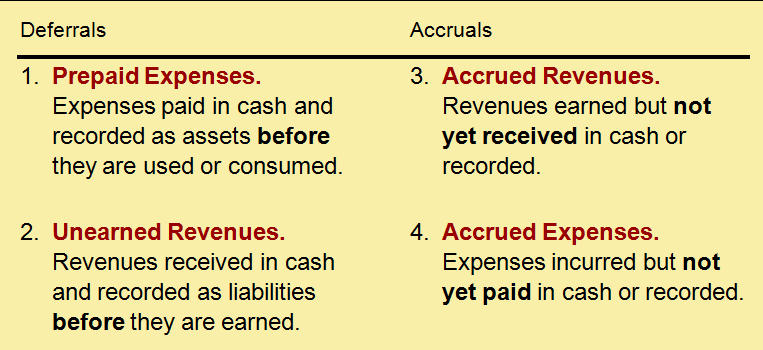 Deferrals
Accruals
1. Prepaid Expenses.
Expenses paid in cash and
recorded as assets before
they are used or consumed.
3. Accrued Revenues.
Revenues earned but not
yet received in cash or
recorded.
2. Unearned Revenues.
Revenues received in cash
and recorded as liabilities
before they are earned.
4. Accrued Expenses.
Expenses incurred but not
yet paid in cash or recorded.